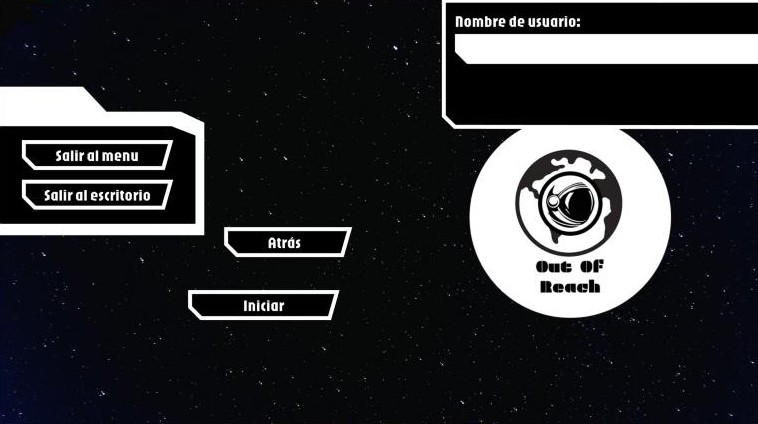 Nombre de usuario:
Salir al menu
Salir al escritorio
Atrás
Iniciar
Out Of
Reach